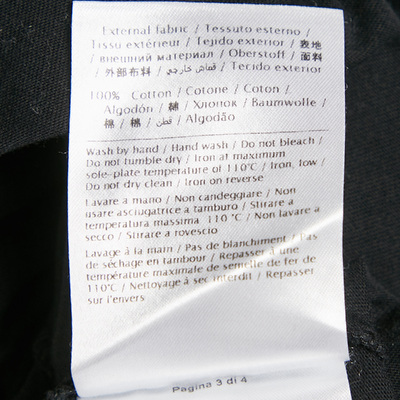 External fabric / Tessuto esterno /
Tissu extérieur / Tejido exterior / 表地
/ внешний материал / Oberstoff / 面料
/ 外部布料 / قماش خارجي / Tecido exterior
100% Cotton / Cotone / Coton /
Algodón / 綿 / Хлопок / Baumwolle /
棉 / 棉 / قطن / Algodão
Wash by hand / Hand wash / Do not bleach /
Do not tumble dry / Iron at maximum
sole-plate temperature of 110°C / Iron, low /
Do not dry clean / Iron on reverse
Lavare a mano / Non candeggiare / Non
usare asciugatrice a tamburo / Stirare a
temperatura massima 110 °C / Non lavare a
secco / Stirare a rovescio
Lavage à la main / Pas de blanchiment / Pas
de séchage en tambour / Repasser à une
température maximale de semelle de fer de
110°C / Nettoyage à sec interdit / Repasser
sur l'envers
Pagina 3 di 4